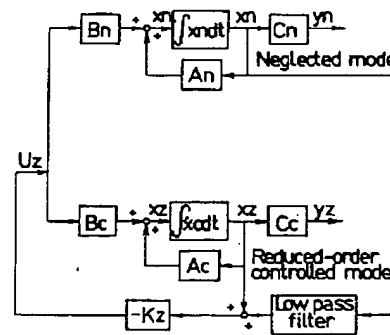 xn
xn
yn
Bn
+
+
∫xndt
Cn
An
Neglected mode
Uz
xz
xz
yz
Bc
+
+
∫xcdt
Cc
Ac
Reduced-order
controlled mode
-Kz
+
+
Low pass
filter